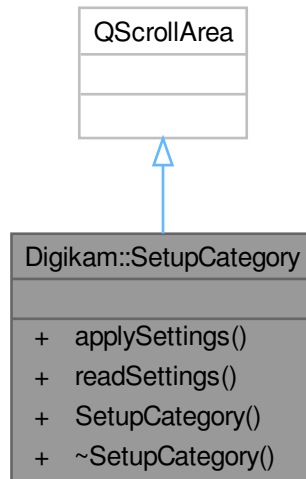 QScrollArea
Digikam::SetupCategory
+ applySettings()
+ readSettings()
+ SetupCategory()
+ ~SetupCategory()